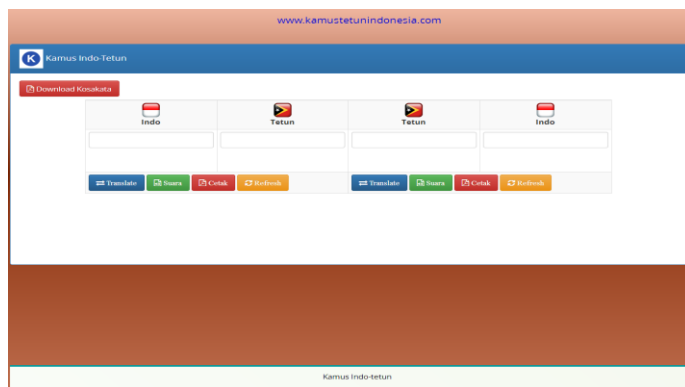 www.kamustetunindonesia.com
K Kamus Indo-Tetun
Download Kosakata
Indo Tetun Tetun Indo
Translate Suara Cetak Refresh Translate Suara Cetak Refresh
Kamus Indo-tetun